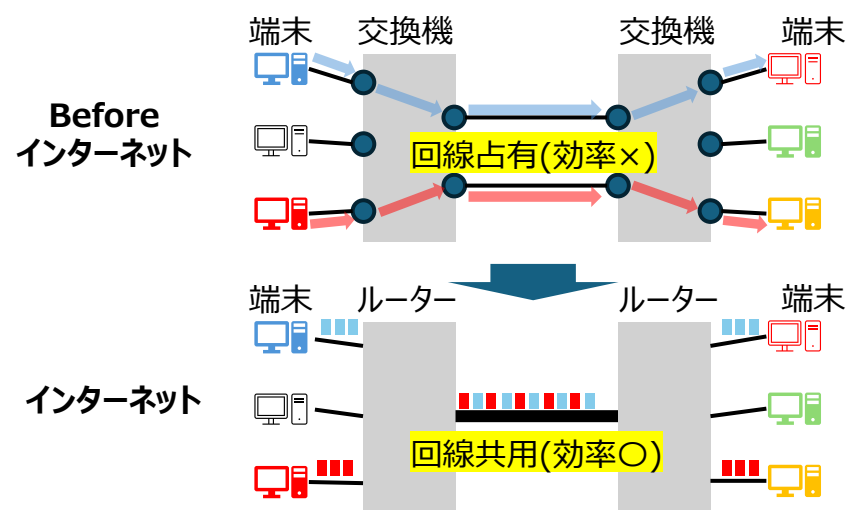 端末
交換機
交換機
端末
Before
インターネット
回線占有(効率×)
端末
ルーター
ルーター
端末
インターネット
回線共用(効率〇)